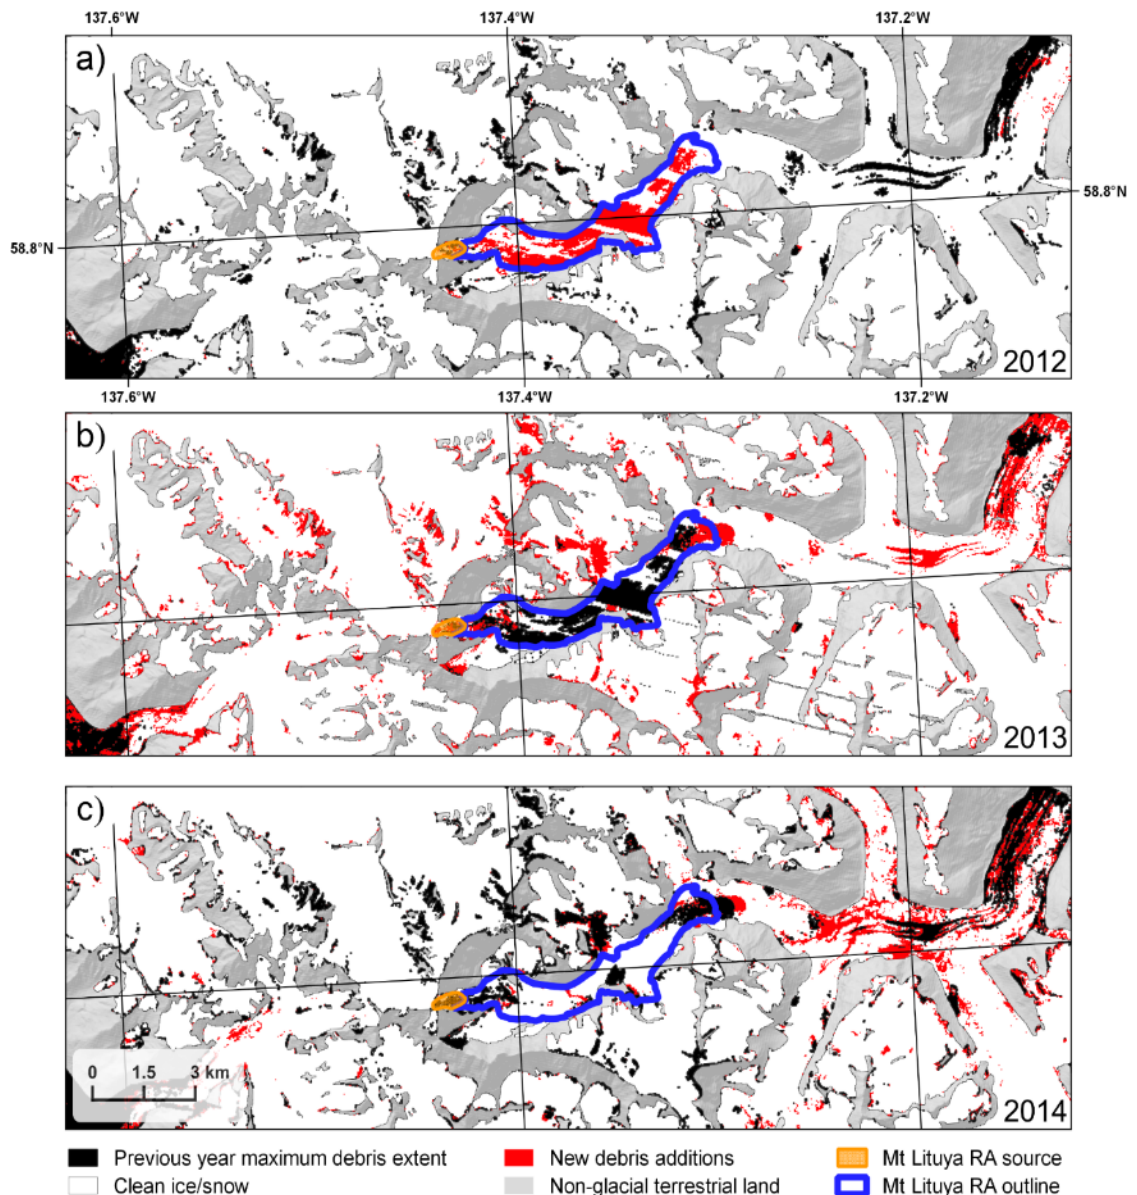 137.6°W 137.4°W 137.2°W
a)
58.8°N
58.8°N
2012
137.6°W 137.4°W 137.2°W
b)
2013
c)
0 1.5 3 km
2014
Previous year maximum debris extent New debris additions Mt Lituya RA source
Clean ice/snow Non-glacial terrestrial land Mt Lituya RA outline